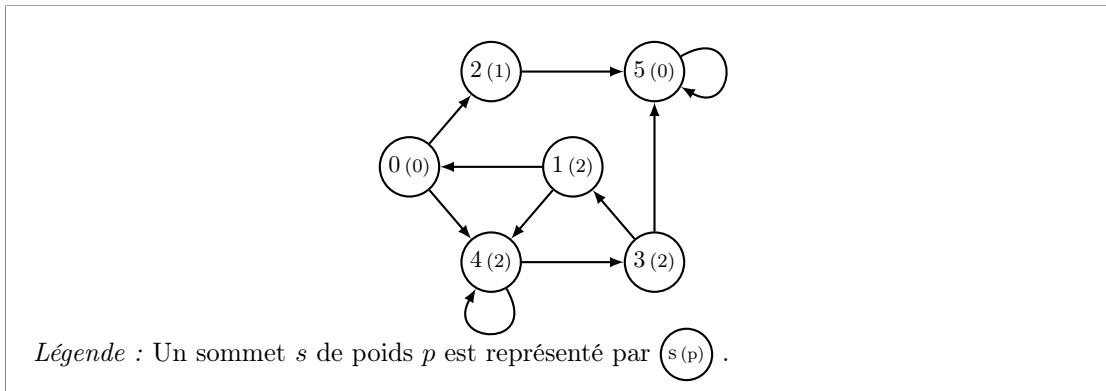 2 (1) 5 (0)
0 (0) 1 (2)
4 (2) 3 (2)
Légende : Un sommet s de poids p est représenté par s (p) .